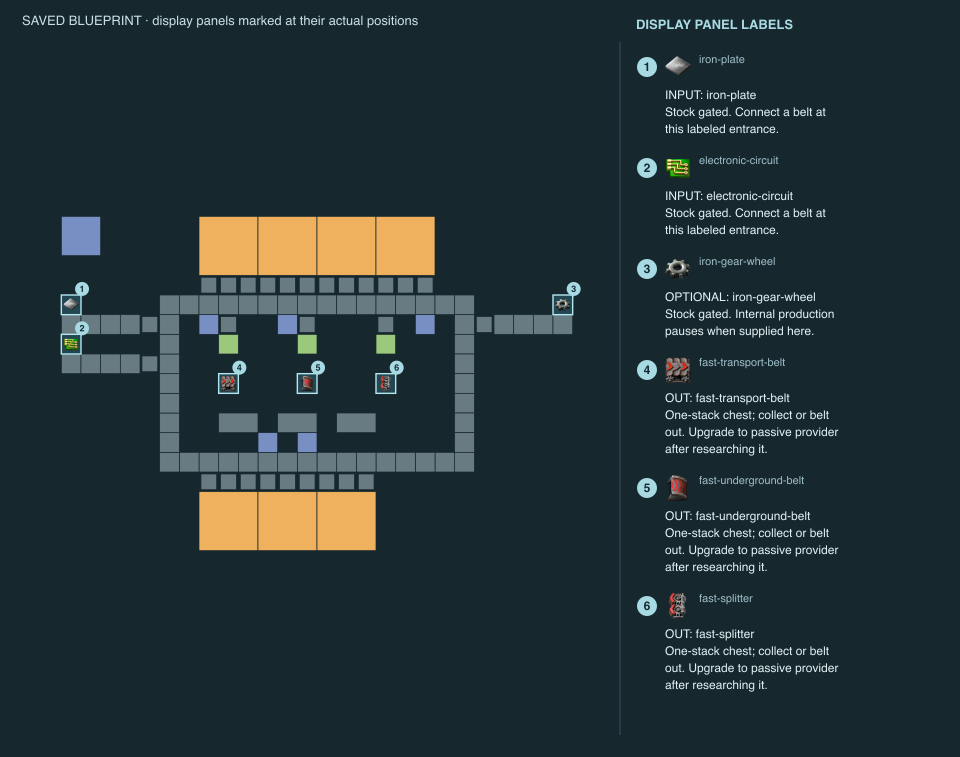 SAVED BLUEPRINT · display panels marked at their actual positions
DISPLAY PANEL LABELS
1
iron-plate
INPUT: iron-plate
Stock gated. Connect a belt at
this labeled entrance.
2
electronic-circuit
INPUT: electronic-circuit
Stock gated. Connect a belt at
this labeled entrance.
3
iron-gear-wheel
OPTIONAL: iron-gear-wheel
Stock gated. Internal production
pauses when supplied here.
4
fast-transport-belt
OUT: fast-transport-belt
One-stack chest; collect or belt
out. Upgrade to passive provider
after researching it.
5
fast-underground-belt
OUT: fast-underground-belt
One-stack chest; collect or belt
out. Upgrade to passive provider
after researching it.
6
fast-splitter
OUT: fast-splitter
One-stack chest; collect or belt
out. Upgrade to passive provider
after researching it.
1
3
2
4
5
6